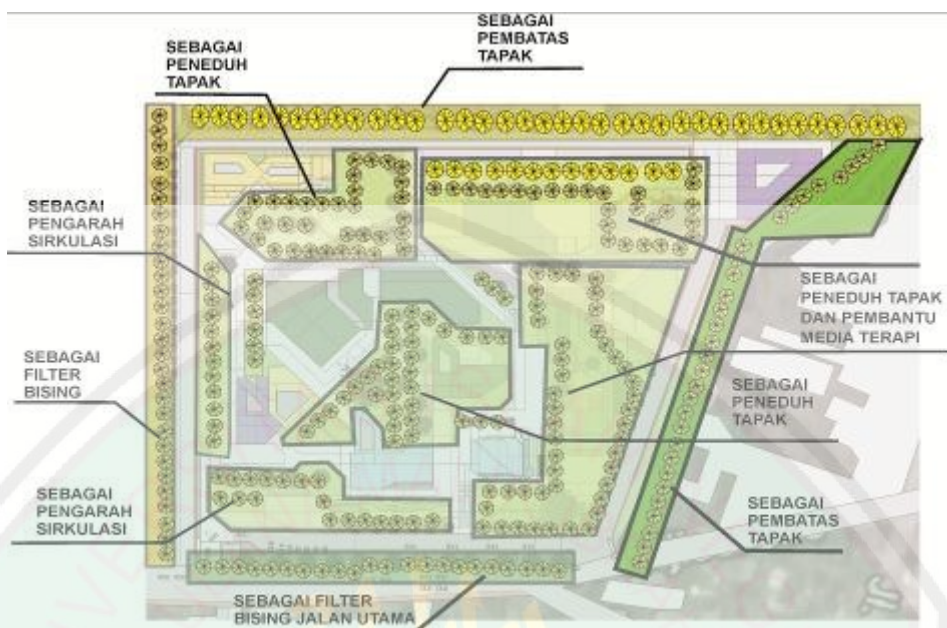 SEBAGAI
PEMBATAS
TAPAK
SEBAGAI
PENEDUH
TAPAK
SEBAGAI
PENGARAH
SIRKULASI
SEBAGAI
PENEDUH TAPAK
DAN PEMBANTU
MEDIA TERAPI
SEBAGAI
FILTER
BISING
SEBAGAI
PENEDUH
TAPAK
SEBAGAI
PENGARAH
SIRKULASI
SEBAGAI
PEMBATAS
TAPAK
SEBAGAI FILTER
BISING JALAN UTAMA